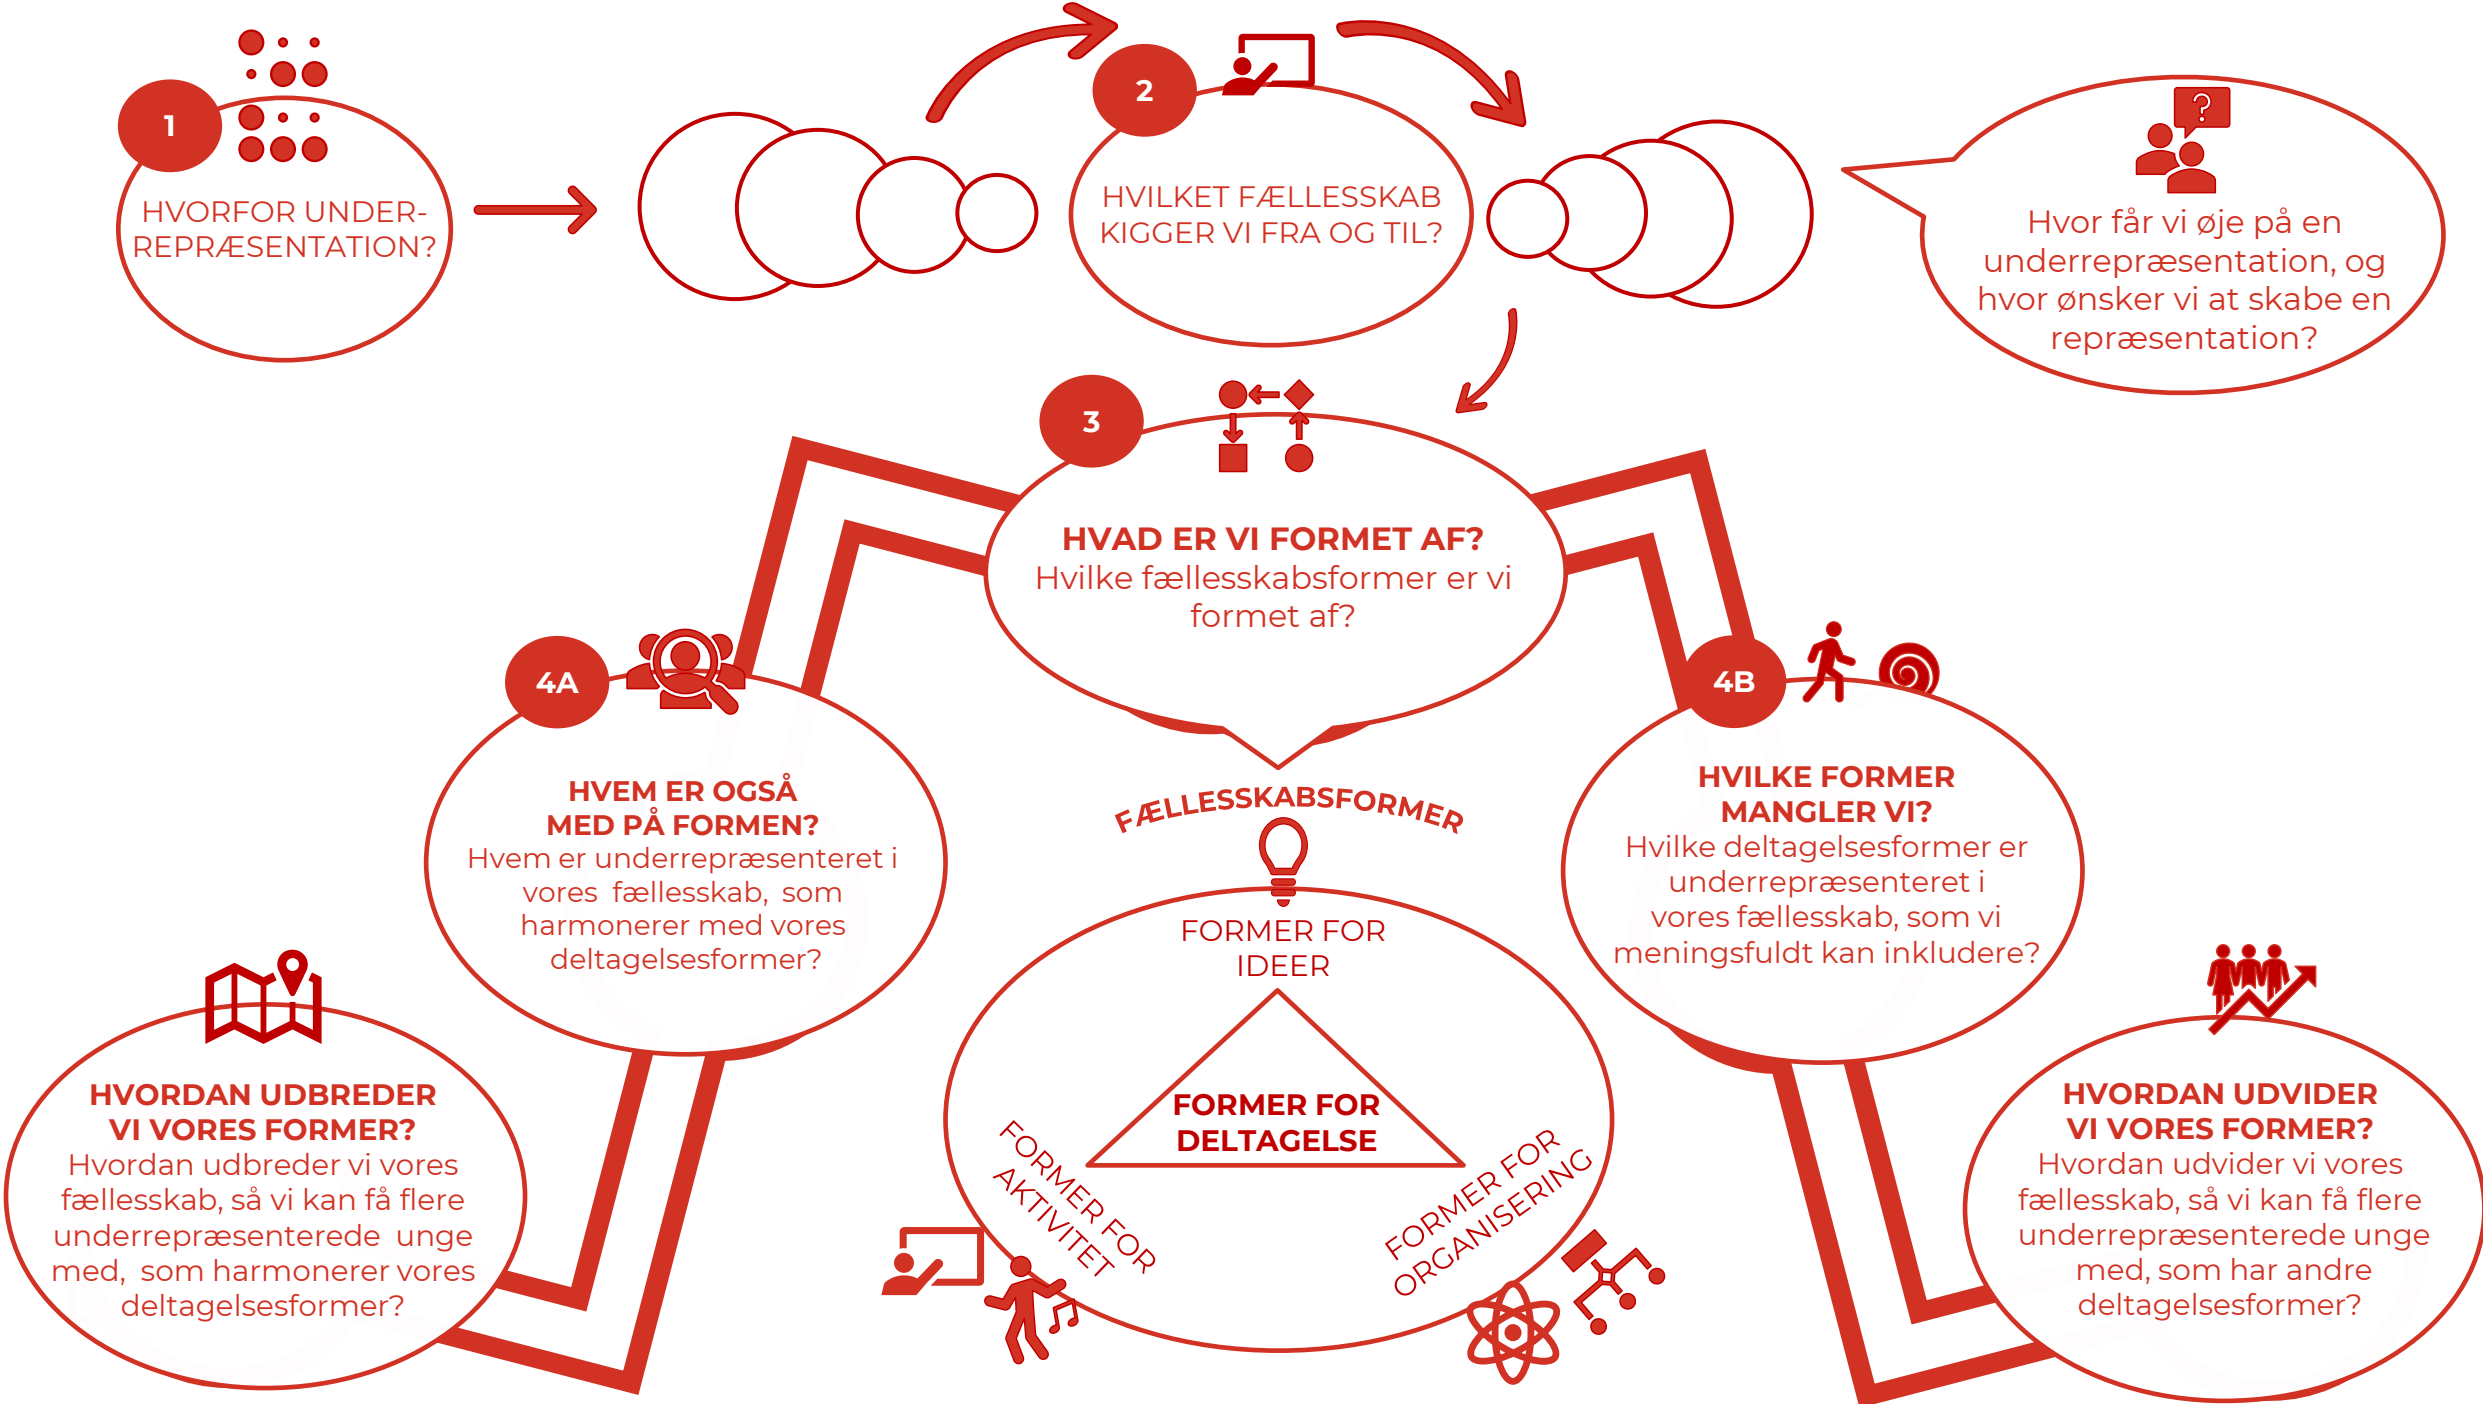 1
HVORFOR UNDER-
REPRÆSENTATION?
2
HVILKET FÆLLESSKAB
KIGGER VI FRA OG TIL?
?
Hvor får vi øje på en
underrepræsentation, og
hvor ønsker vi at skabe en
repræsentation?
3
HVAD ER VI FORMET AF?
Hvilke fællesskabsformer er vi
formet af?
4A
HVEM ER OGSÅ
MED PÅ FORMEN?
Hvem er underrepræsenteret i
vores fællesskab, som
harmonerer med vores
deltagelsesformer?
4B
HVILKE FORMER
MANGLER VI?
Hvilke deltagelsesformer er
underrepræsenteret i
vores fællesskab, som vi
meningsfuldt kan inkludere?
FÆLLESSKABSFORMER
FORMER FOR
IDEER
FORMER FOR
DELTAGELSE
FORMER FOR
AKTIVITET
FORMER FOR
ORGANISERING
HVORDAN UDBREDER
VI VORES FORMER?
Hvordan udbreder vi vores
fællesskab, så vi kan få flere
underrepræsenterede unge
med, som harmonerer vores
deltagelsesformer?
HVORDAN UDVIDER
VI VORES FORMER?
Hvordan udvider vi vores
fællesskab, så vi kan få flere
underrepræsenterede unge
med, som har andre
deltagelsesformer?